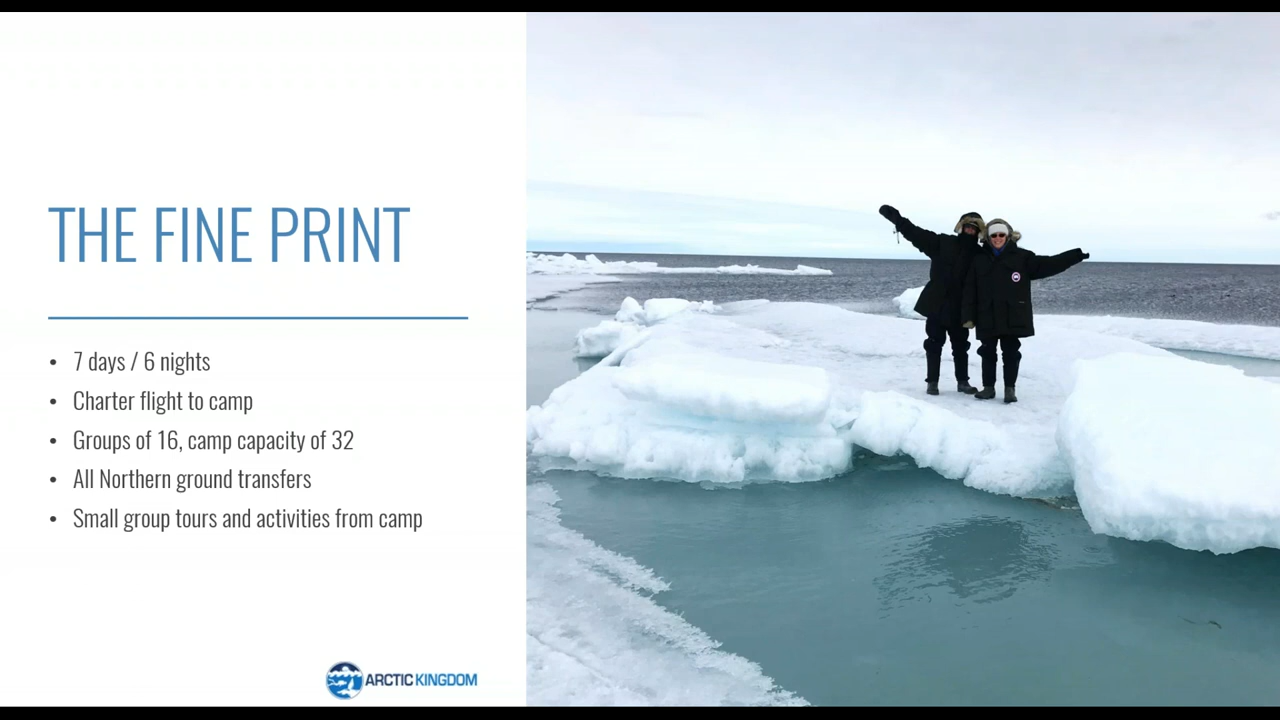 THE FINE PRINT
• 7 days / 6 nights
• Charter flight to camp
• Groups of 16, camp capacity of 32
• All Northern ground transfers
• Small group tours and activities from camp
ARCTIC KINGDOM